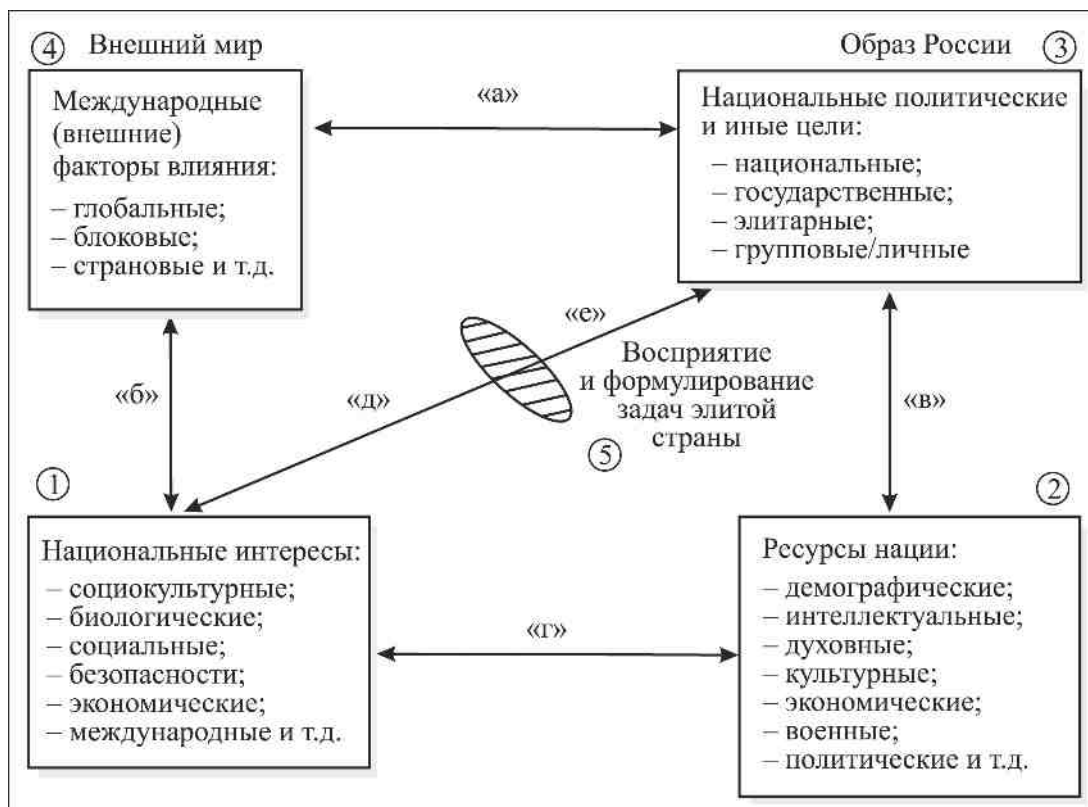 ④ Внешний мир
Образ России ③
Международные
(внешние)
факторы влияния:
– глобальные;
– блоковые;
– страновые и т.д.
«а»
Национальные политические
и иные цели:
– национальные;
– государственные;
– элитарные;
– групповые/личные
«б»
«д»
«е»
Восприятие
и формулирование
задач элитой
страны
⑤
«в»
①
Национальные интересы:
– социокультурные;
– биологические;
– социальные;
– безопасности;
– экономические;
– международные и т.д.
«г»
②
Ресурсы нации:
– демографические;
– интеллектуальные;
– духовные;
– культурные;
– экономические;
– военные;
– политические и т.д.